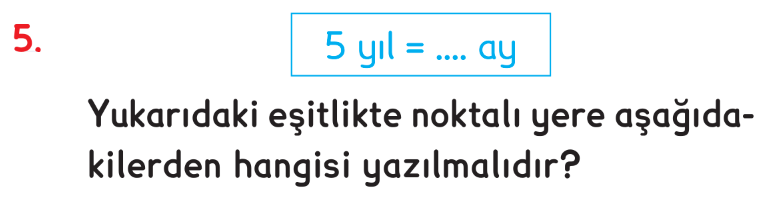 5.
5 yıl = .... ay
Yukarıdaki eşitlikte noktalı yere aşağıda-
kilerden hangisi yazılmalıdır?